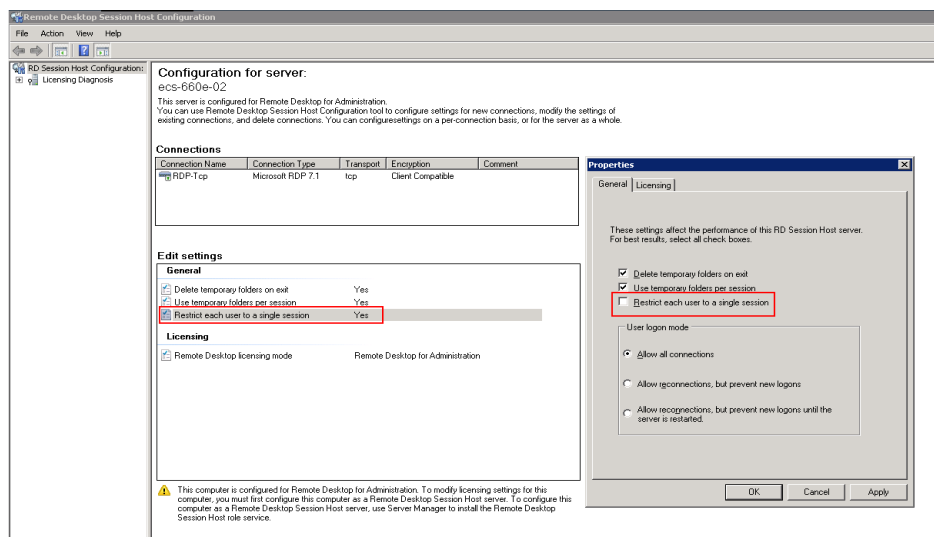 Remote Desktop Session Host Configuration
File Action View Help
RD Session Host Configuration:
Licensing Diagnosis
Configuration for server:
ecs-660e-02
This server is configured for Remote Desktop for Administration.
You can use Remote Desktop Session Host Configuration tool to configure settings for new connections, modify the settings of
existing connections, and delete connections. You can configuresettings on a per-connection basis, or for the server as a whole.
Connections
Connection Name Connection Type Transport Encryption Comment
RDP-Tcp Microsoft RDP 7.1 tcp Client Compatible
Edit settings
General
Delete temporary folders on exit Yes
Use temporary folders per session Yes
Restrict each user to a single session Yes
Licensing
Remote Desktop licensing mode Remote Desktop for Administration
This computer is configured for Remote Desktop for Administration. To modify licensing settings for this
computer, you must first configure this computer as a Remote Desktop Session Host server. To configure this
computer as a Remote Desktop Session Host server, use Server Manager to install the Remote Desktop
Session Host role service.
Properties
General Licensing
These settings affect the performance of this RD Session Host server.
For best results, select all check boxes.
Delete temporary folders on exit
Use temporary folders per session
Restrict each user to a single session
User logon mode
Allow all connections
Allow reconnections, but prevent new logons
Allow reconnections, but prevent new logons until the
server is restarted.
OK Cancel Apply